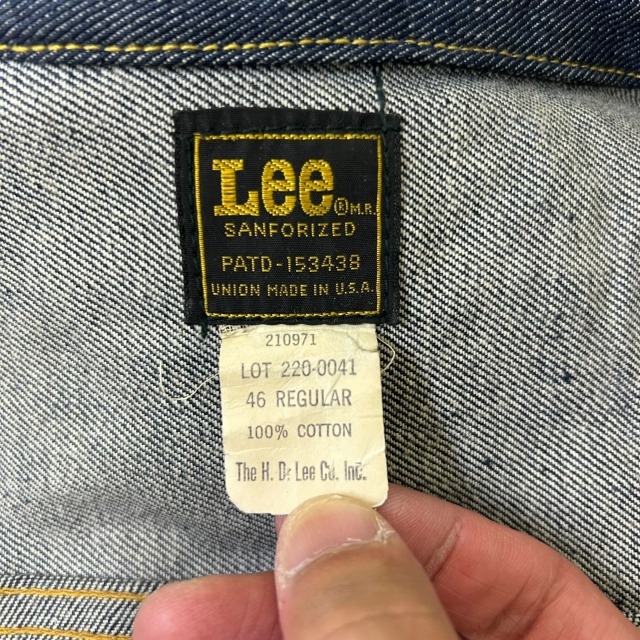 Lee® M.R.
SANFORIZED
PATD-153438
UNION MADE IN U.S.A.
210971
LOT 220-0041
46 REGULAR
100% COTTON
The H. D. Lee Co. Inc.